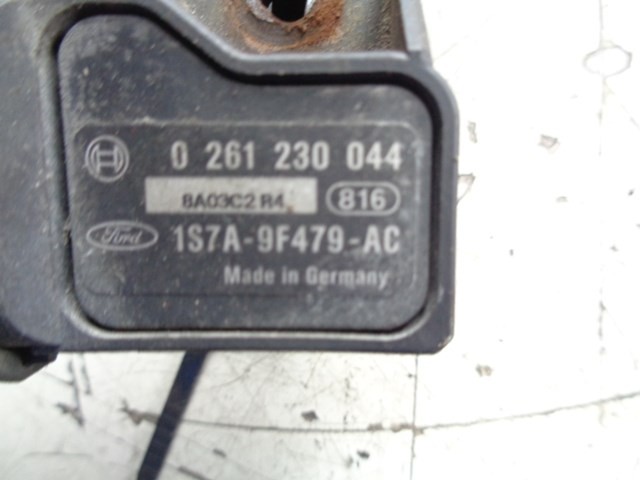 0 261 230 044
8A03C2 R4 816
Ford 1S7A-9F479-AC
Made in Germany